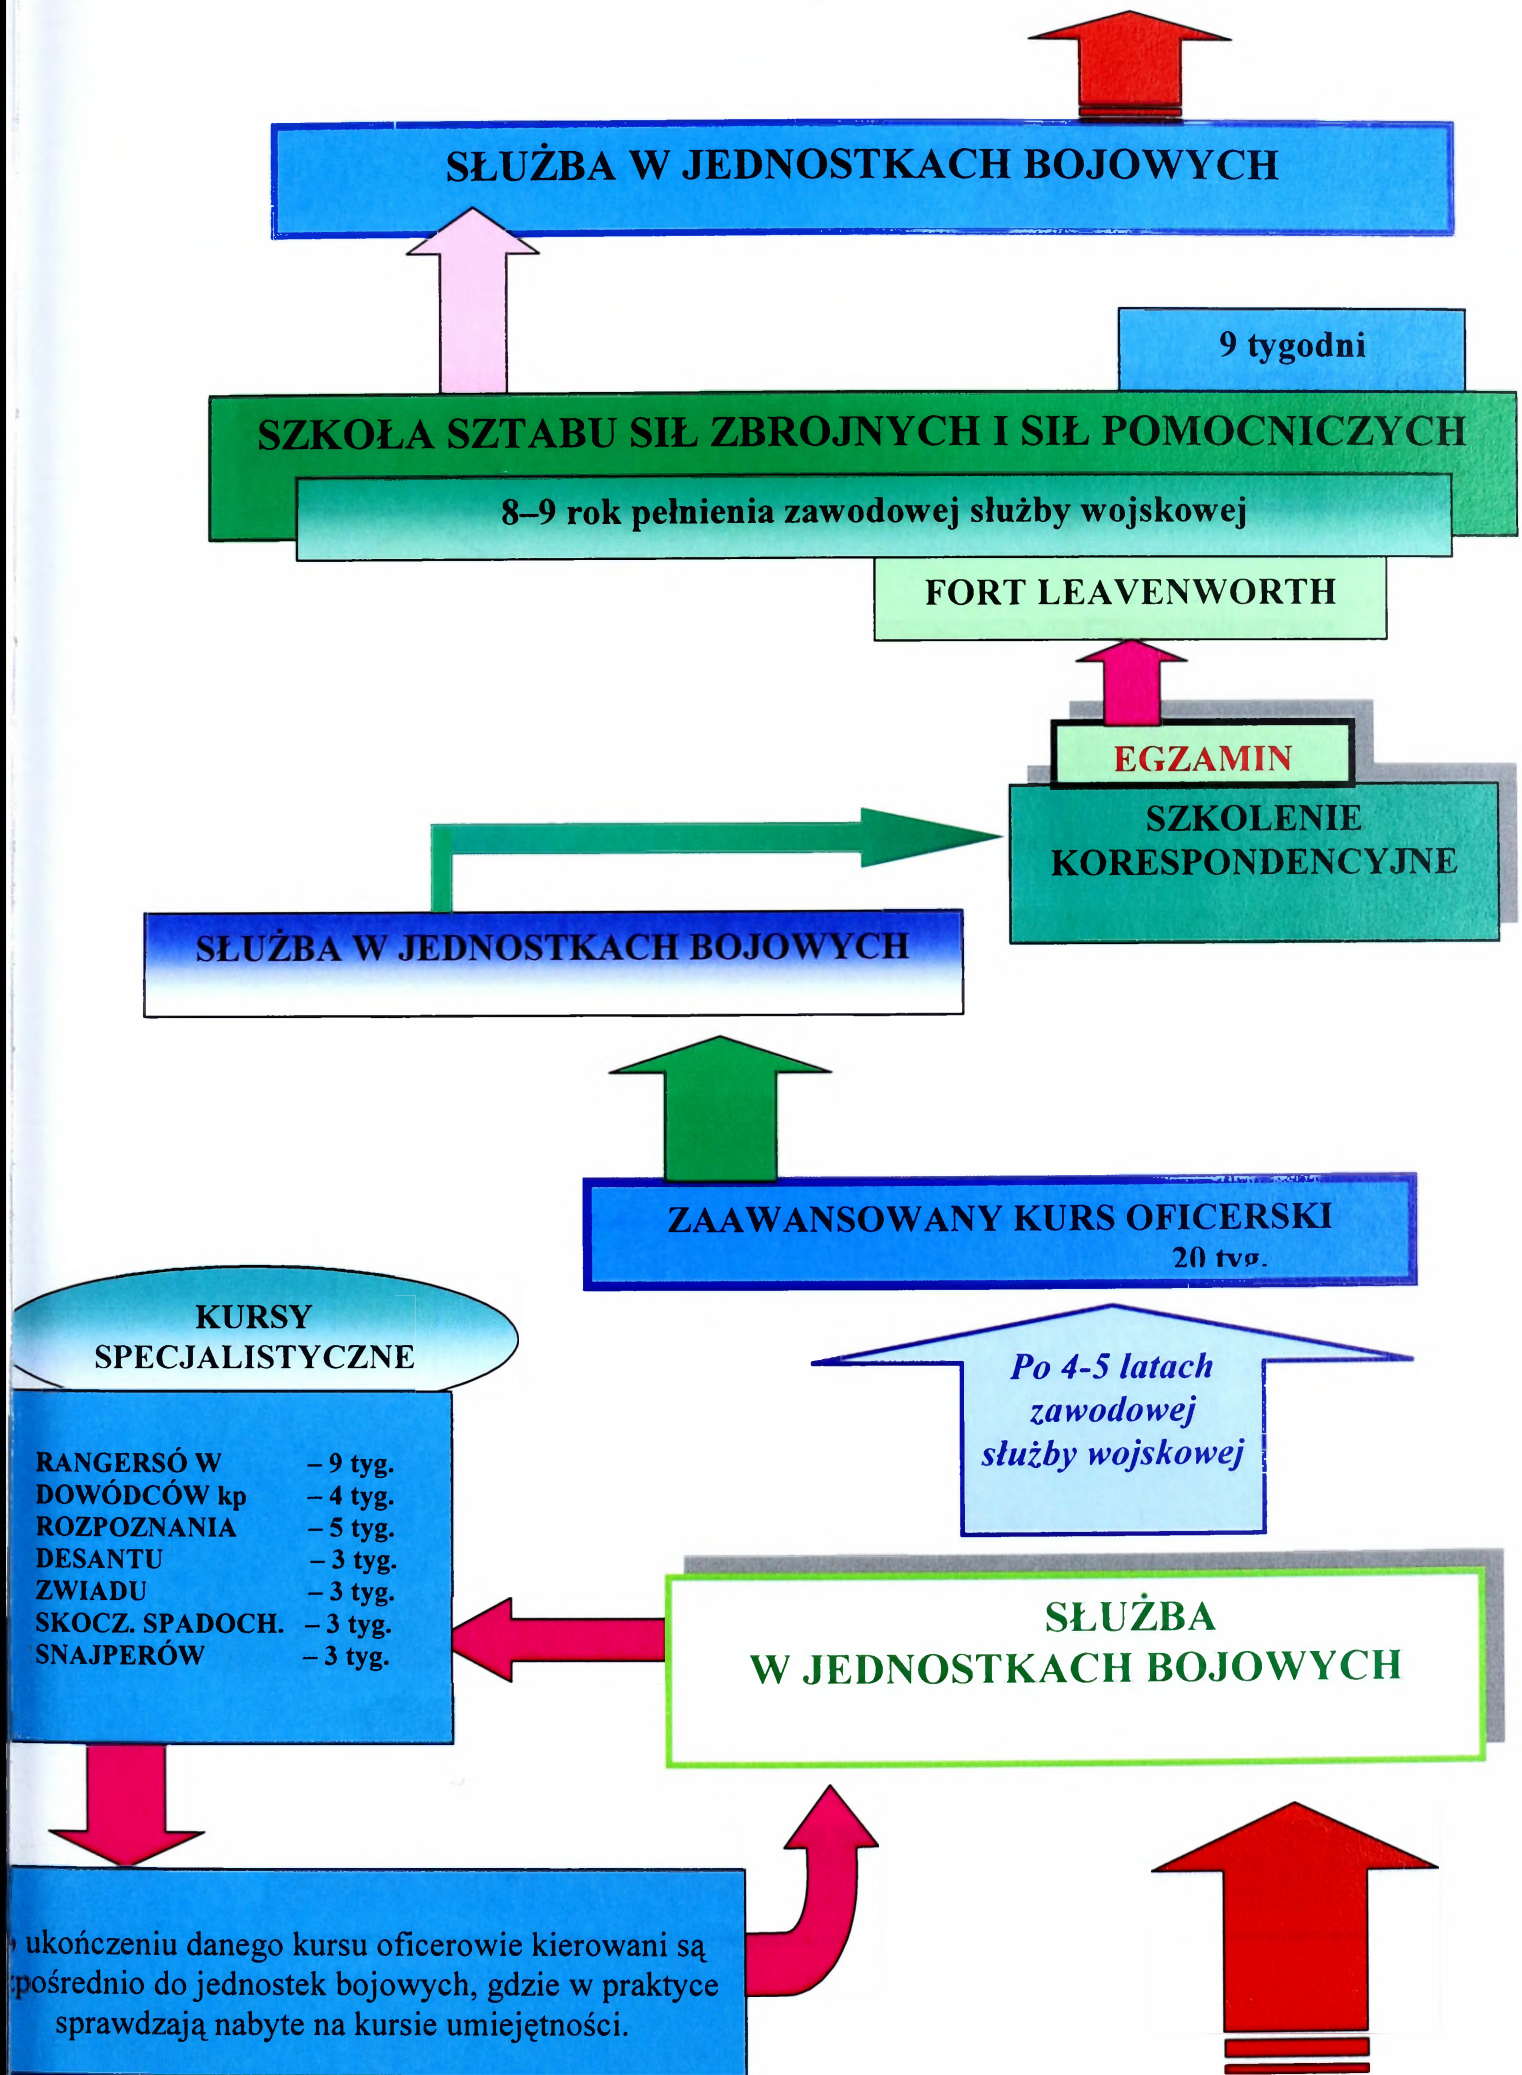 SŁUŻBA W JEDNOSTKACH BOJOWYCH
9 tygodni
SZKOŁA SZTABU SIŁ ZBROJNYCH I SIŁ POMOCNICZYCH
8–9 rok pełnienia zawodowej służby wojskowej
FORT LEAVENWORTH
EGZAMIN
SZKOLENIE
KORESPONDENCYJNE
SŁUŻBA W JEDNOSTKACH BOJOWYCH
ZAAWANSOWANY KURS OFICERSKI
20 tyg.
KURSY
SPECJALISTYCZNE
Po 4-5 latach
zawodowej
służby wojskowej
RANGERSÓ W – 9 tyg.
DOWÓDCÓW kp – 4 tyg.
ROZPOZNANIA – 5 tyg.
DESANTU – 3 tyg.
ZWIADU – 3 tyg.
SKOCZ. SPADOCH. – 3 tyg.
SNAJPERÓW – 3 tyg.
SŁUŻBA
W JEDNOSTKACH BOJOWYCH
ukończeniu danego kursu oficerowie kierowani są
pośrednio do jednostek bojowych, gdzie w praktyce
sprawdzają nabyte na kursie umiejętności.